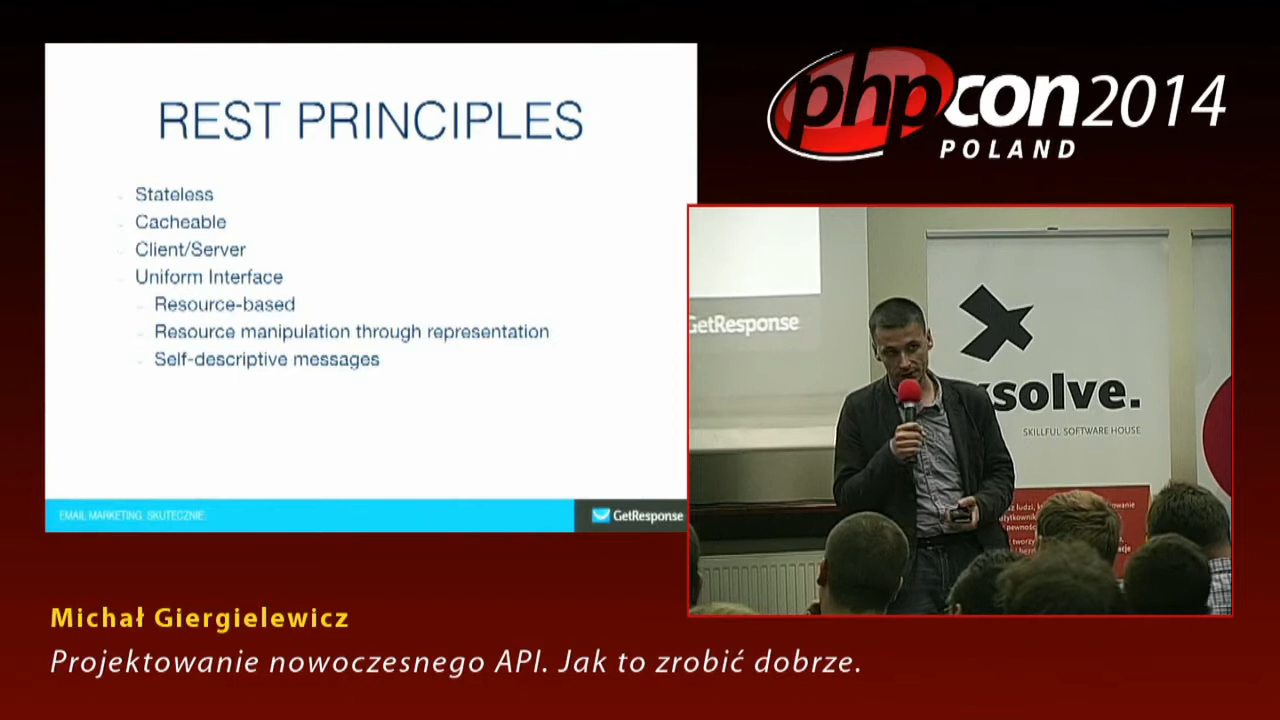 REST PRINCIPLES
Stateless
Cacheable
Client/Server
Uniform Interface
Resource-based
Resource manipulation through representation
Self-descriptive messages
EMAIL MARKETING. SKUTECZNIE.
GetResponse
phpcon2014
POLAND
GetResponse
xsolve.
SKILLFUL SOFTWARE HOUSE
Michał Giergielewicz
Projektowanie nowoczesnego API. Jak to zrobić dobrze.